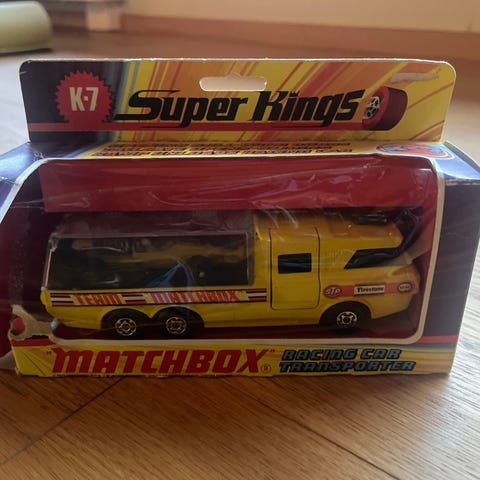 K-7
Super Kings
TEAM MATCHBOX
STP
Firestone
"MATCHBOX"® RACING CAR
TRANSPORTER